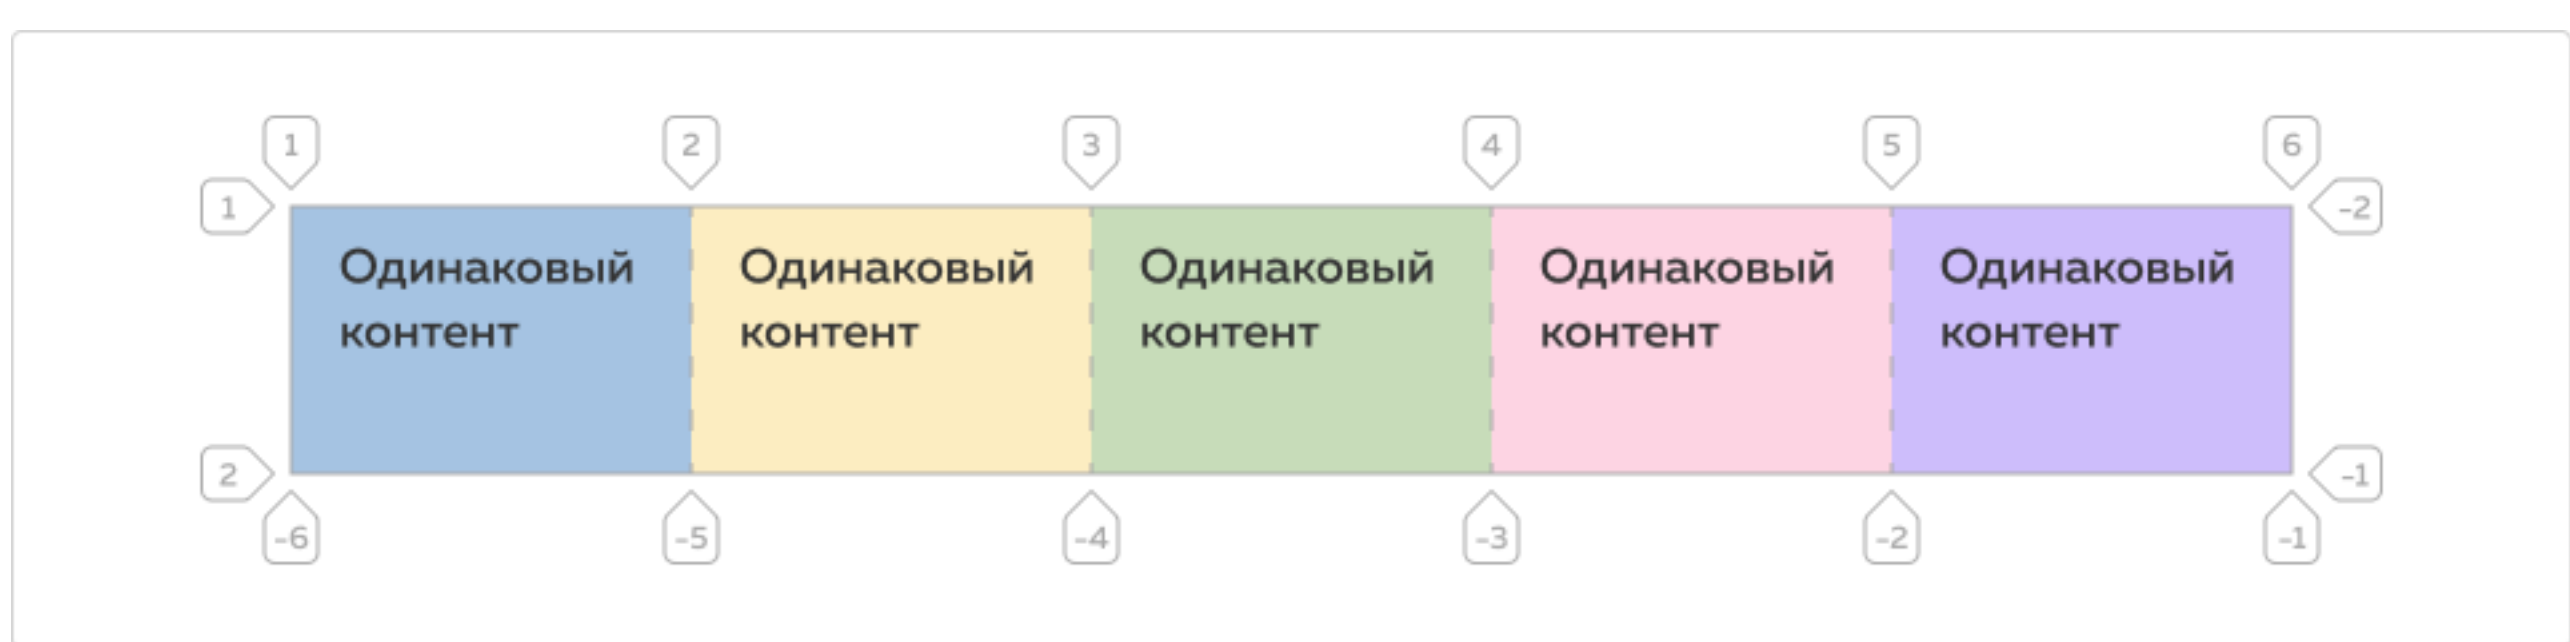 1 2 3 4 5 6
1 -2
Одинаковый Одинаковый Одинаковый Одинаковый Одинаковый
контент контент контент контент контент
2 -1
-6 -5 -4 -3 -2 -1